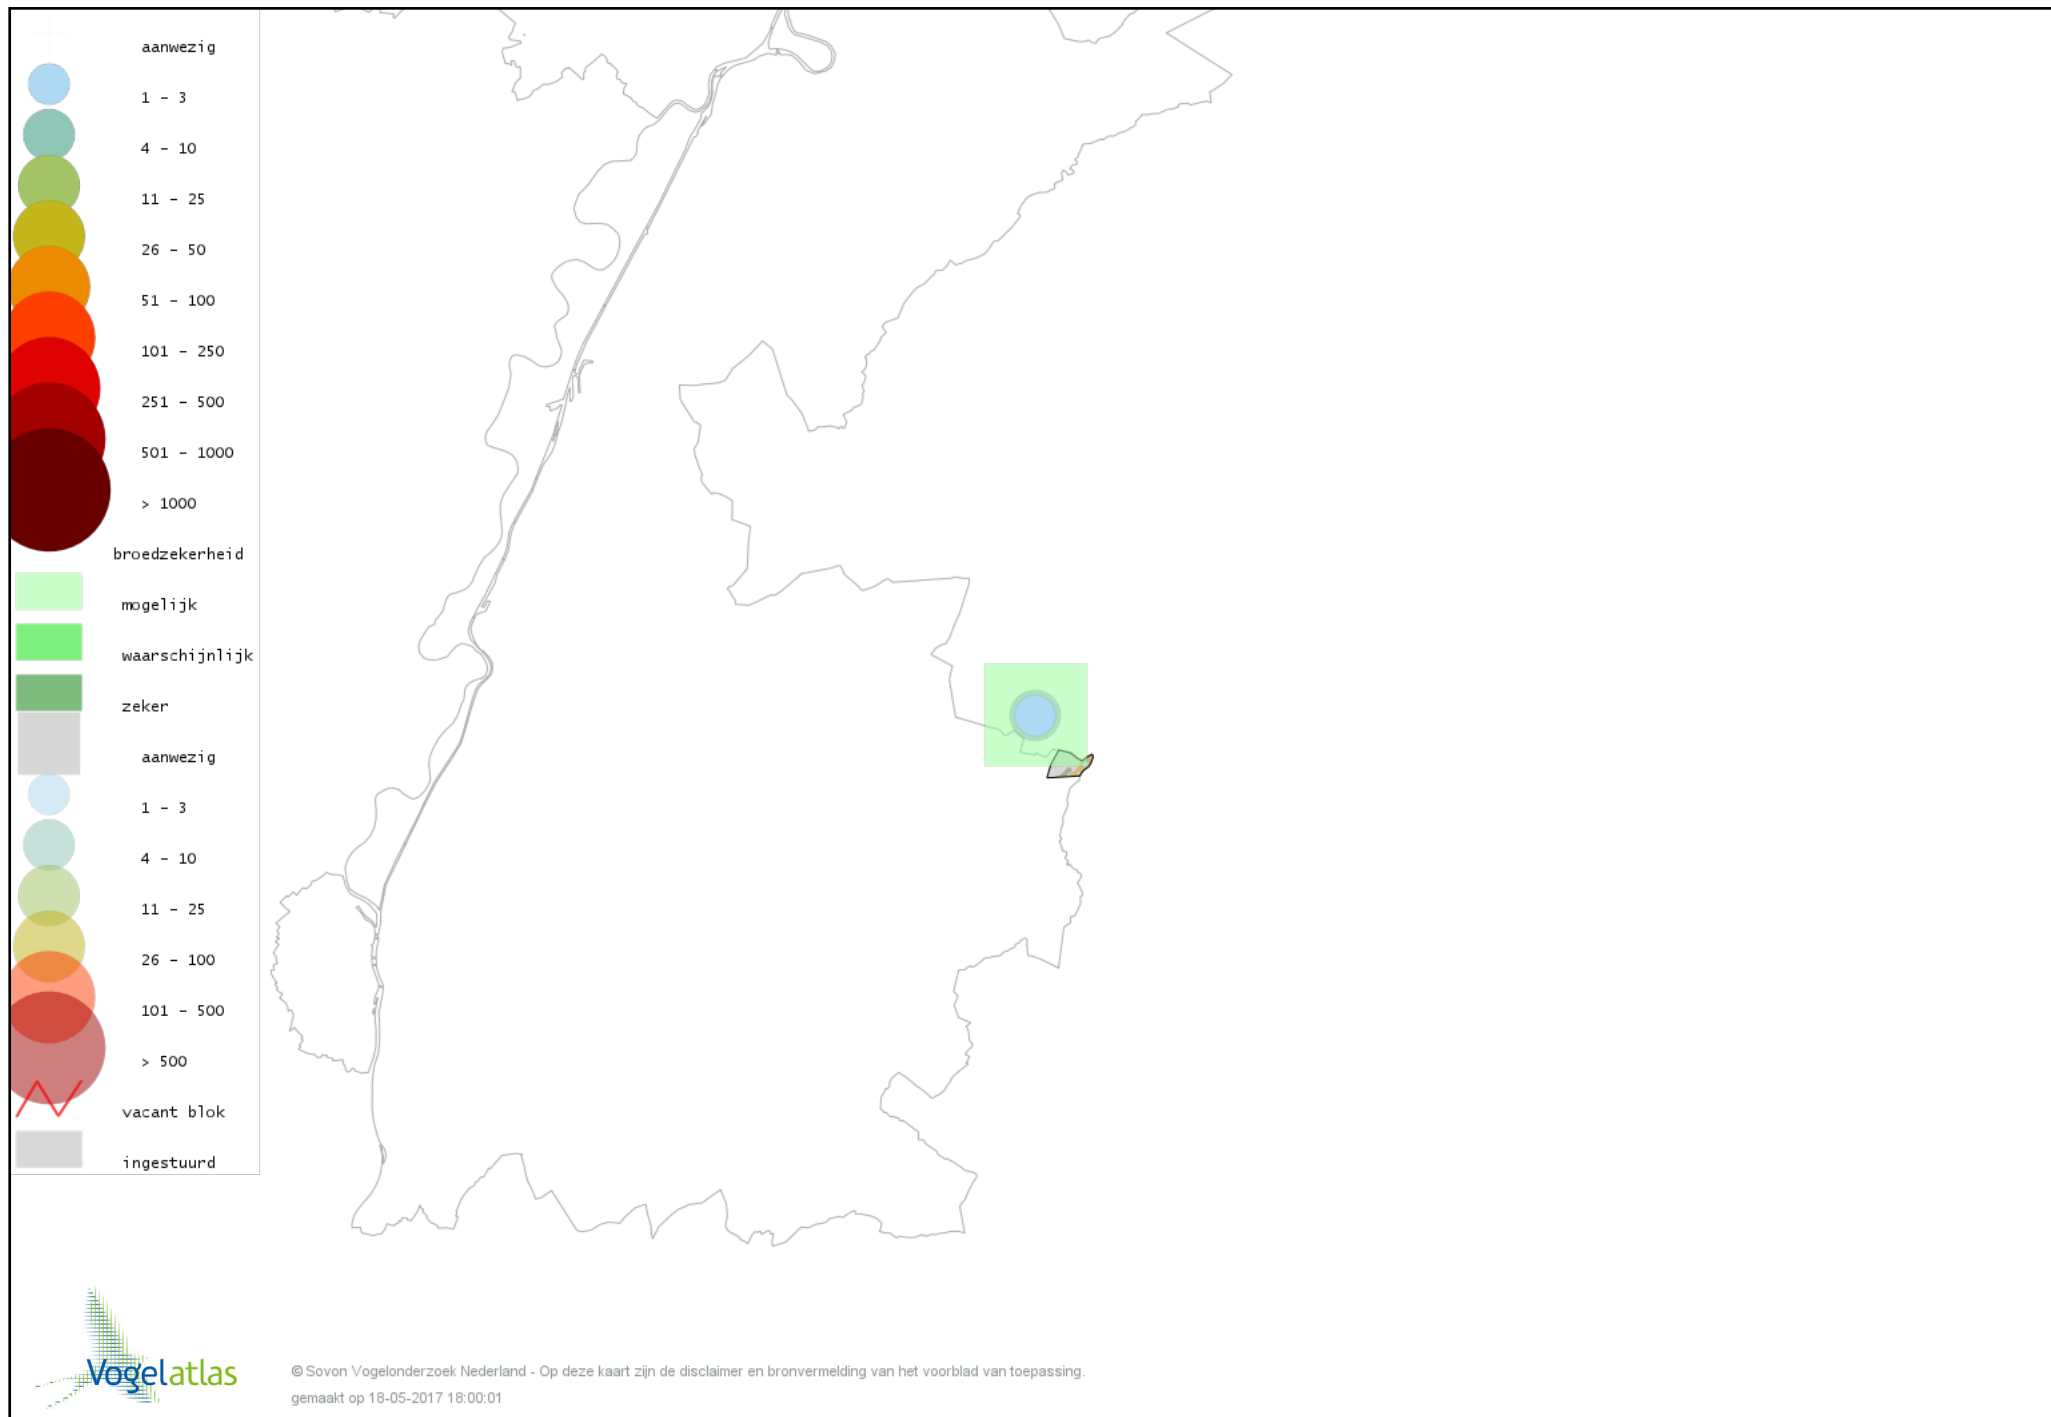 aanwezig
1 - 3
4 - 10
11 - 25
26 - 50
51 - 100
101 - 250
251 - 500
501 - 1000
> 1000
broedzekerheid
mogelijk
waarschijnlijk
zeker
aanwezig
1 - 3
4 - 10
11 - 25
26 - 100
101 - 500
> 500
vacant blok
ingestuurd
Vogelatlas
© Sovon Vogelonderzoek Nederland - Op deze kaart zijn de disclaimer en bronvermelding van het voorblad van toepassing.
gemaakt op 18-05-2017 18:00:01